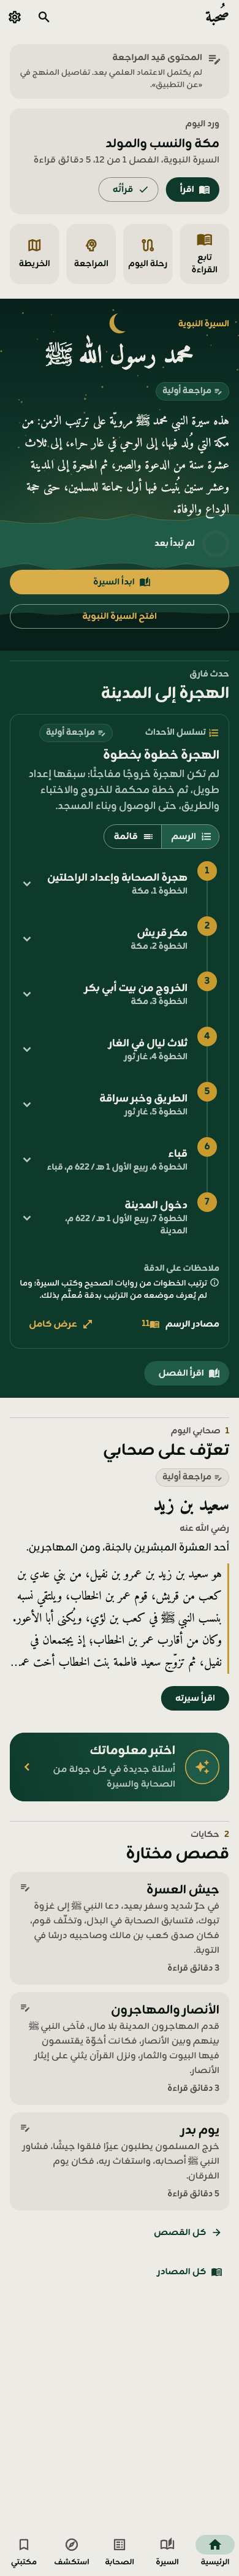 صُحبة
المحتوى قيد المراجعة
لم يكتمل الاعتماد العلمي بعد. تفاصيل المنهج في
«عن التطبيق».
ورد اليوم
مكة والنسب والمولد
السيرة النبوية، الفصل 1 من 12، 5 دقائق قراءة
اقرأ
قرأتُه
تابع القراءة
رحلة اليوم
المراجعة
الخريطة
السيرة النبوية
محمد رسول الله ﷺ
مراجعة أولية
هذه سيرة النبي محمد ﷺ مرويّة على ترتيب الزمن: من
مكة التي وُلد فيها، إلى الوحي في غار حراء، إلى ثلاث
عشرة سنة من الدعوة والصبر، ثم الهجرة إلى المدينة
وعشر سنين بُنيت فيها أول جماعة للمسلمين، حتى حجة
الوداع والوفاة.
لم تبدأ بعد
ابدأ السيرة
افتح السيرة النبوية
حدث فارق
الهجرة إلى المدينة
تسلسل الأحداث
مراجعة أولية
الهجرة خطوة بخطوة
لم تكن الهجرة خروجًا مفاجئًا؛ سبقها إعداد
طويل، ثم خطة محكمة للخروج والاختباء
والطريق، حتى الوصول وبناء المسجد.
الرسم
قائمة
1
هجرة الصحابة وإعداد الراحلتين
الخطوة 1، مكة
2
مكر قريش
الخطوة 2، مكة
3
الخروج من بيت أبي بكر
الخطوة 3، مكة
4
ثلاث ليال في الغار
الخطوة 4، غار ثور
5
الطريق وخبر سراقة
الخطوة 5، غار ثور
6
قباء
الخطوة 6، ربيع الأول 1 هـ / 622 م، قباء
7
دخول المدينة
الخطوة 7، ربيع الأول 1 هـ / 622 م،
المدينة
ملاحظات على الدقة
ترتيب الخطوات من روايات الصحيح وكتب السيرة؛ وما
لم يُعرف موضعه من الترتيب بدقة مُعلَّم بذلك.
مصادر الرسم
11
عرض كامل
اقرأ الفصل
1 صحابي اليوم
تعرّف على صحابي
مراجعة أولية
سعيد بن زيد
رضي الله عنه
أحد العشرة المبشرين بالجنة، ومن المهاجرين.
هو سعيد بن زيد بن عمرو بن نفيل، من بني عدي بن
كعب من قريش، قوم عمر بن الخطاب، ويلتقي نسبه
بنسب النبي ﷺ في كعب بن لؤي، ويُكنى أبا الأعور.
وكان من أقارب عمر بن الخطاب؛ إذ يجتمعان في
نفيل، ثم تزوّج سعيد فاطمة بنت الخطاب أخت عم...
اقرأ سيرته
اختبر معلوماتك
أسئلة جديدة في كل جولة من
الصحابة والسيرة
2 حكايات
قصص مختارة
جيش العسرة
في حرّ شديد وسفر بعيد، دعا النبي ﷺ إلى غزوة
تبوك، فتسابق الصحابة في البذل، وتخلّف قوم،
فكان صدق كعب بن مالك وصاحبيه درسًا في
التوبة.
3 دقائق قراءة
الأنصار والمهاجرون
قدم المهاجرون المدينة بلا مال، فآخى النبي ﷺ
بينهم وبين الأنصار، فكانت أخوّة يتقاسمون
فيها البيوت والثمار، ونزل القرآن يثني على إيثار
الأنصار.
3 دقائق قراءة
يوم بدر
خرج المسلمون يطلبون عيرًا فلقوا جيشًا، فشاور
النبي ﷺ أصحابه، واستغاث ربه، فكان يوم
الفرقان.
5 دقائق قراءة
كل القصص
كل المصادر
الرئيسية
السيرة
الصحابة
استكشف
مكتبتي